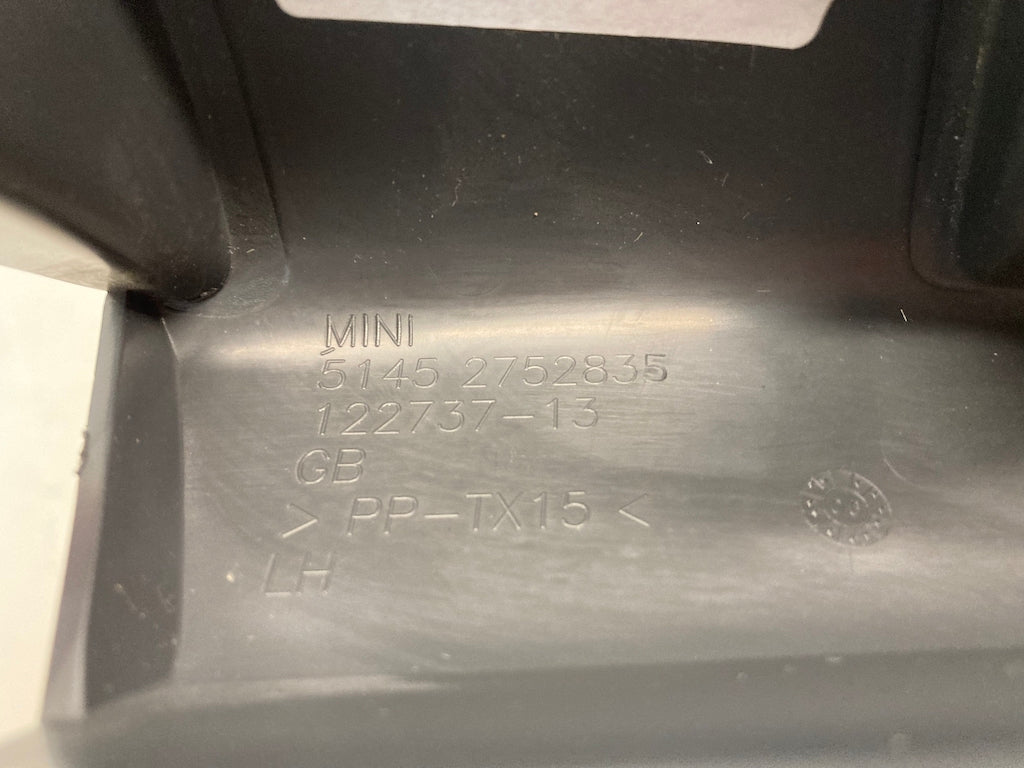 MINI
5145 2752835
122737-13
GB
> PP-TX15 <
LH